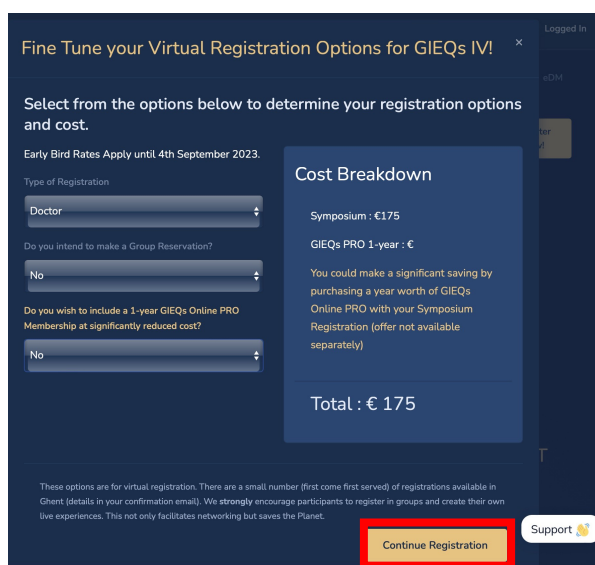 Logged In
Fine Tune your Virtual Registration Options for GIEQs IV!
×
eDM
Select from the options below to determine your registration options
and cost.
Early Bird Rates Apply until 4th September 2023.
Type of Registration
Doctor
Do you intend to make a Group Reservation?
No
Do you wish to include a 1-year GIEQs Online PRO
Membership at significantly reduced cost?
No
Cost Breakdown
Symposium : €175
GIEQs PRO 1-year : €
You could make a significant saving by
purchasing a year worth of GIEQs
Online PRO with your Symposium
Registration (offer not available
separately)
Total : € 175
These options are for virtual registration. There are a small number (first come first served) of registrations available in
Ghent (details in your confirmation email). We strongly encourage participants to register in groups and create their own
live experiences. This not only facilitates networking but saves the Planet.
Continue Registration
Support 👋